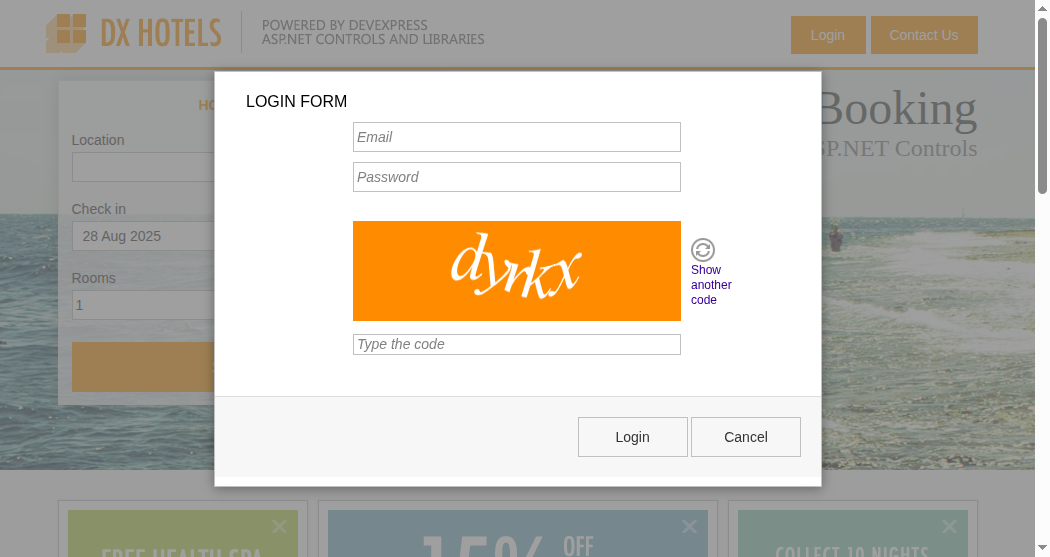 DX HOTELS
POWERED BY DEVEXPRESS
ASP.NET CONTROLS AND LIBRARIES
Login
Contact Us
Booking
SP.NET Controls
HO
Location
Check in
28 Aug 2025
Rooms
1
LOGIN FORM
Email
Password
dyrkx
Show
another
code
Type the code
Login
Cancel
FREE HEALTH SPA
15% OFF
COLLECT 10 NIGHTS